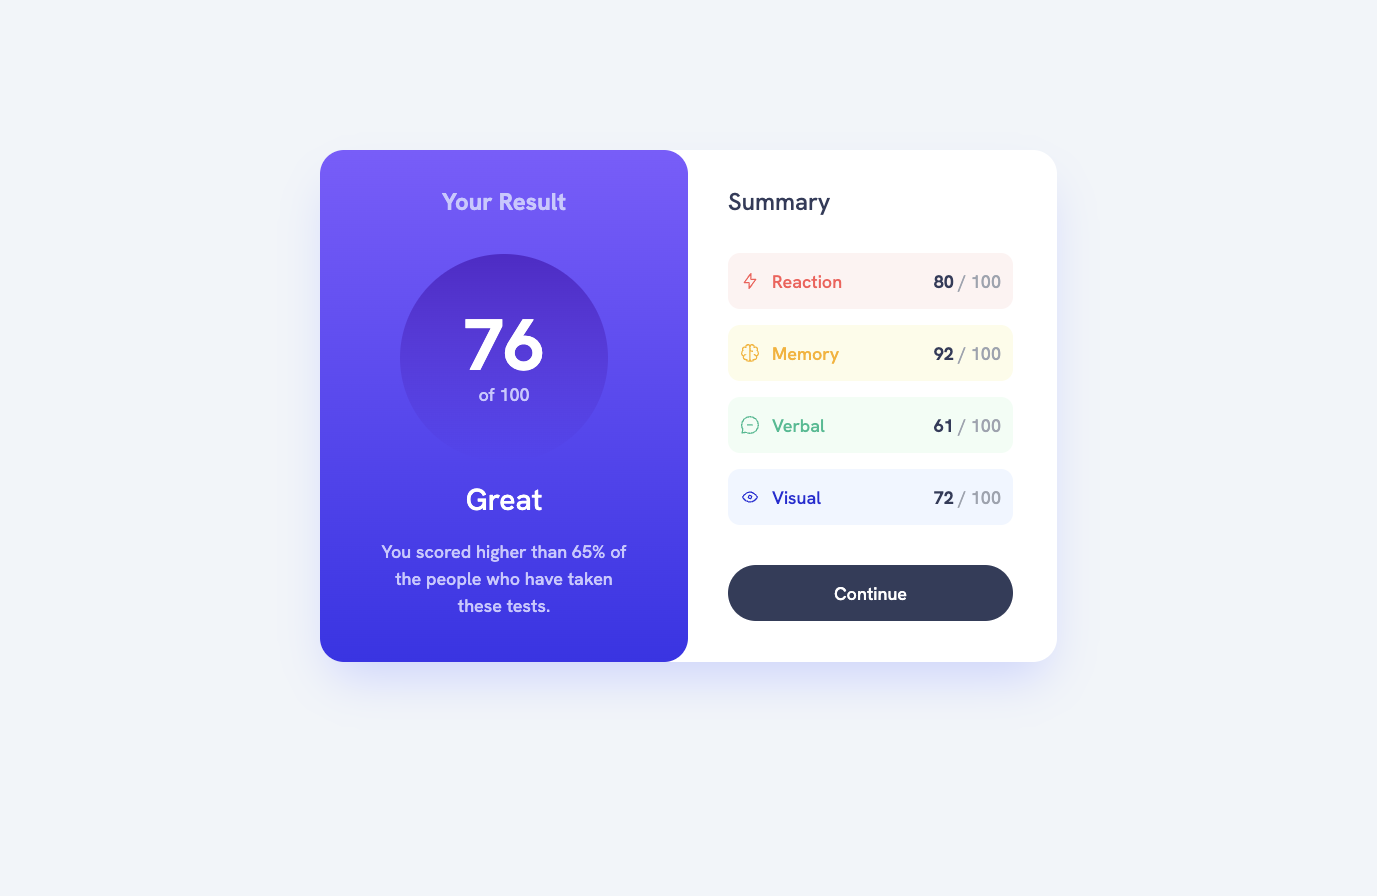 Your Result
76
of 100
Great
You scored higher than 65% of
the people who have taken
these tests.
Summary
Reaction 80 / 100
Memory 92 / 100
Verbal 61 / 100
Visual 72 / 100
Continue